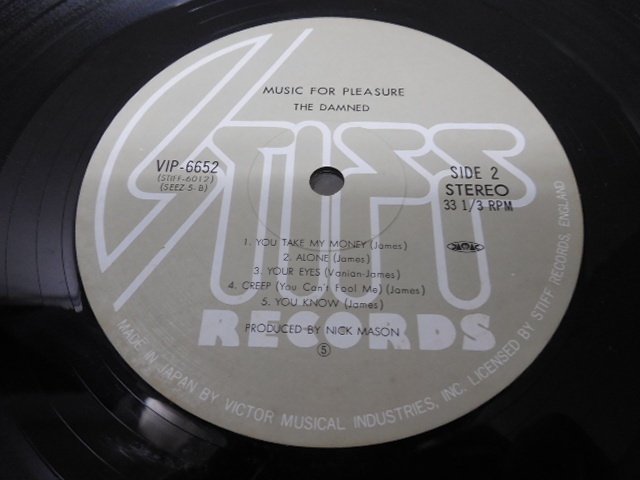 MUSIC FOR PLEASURE
THE DAMNED
STIFF
VIP-6652
(STIFF-6012)
(SEEZ-5-B)
SIDE 2
STEREO
33 1/3 RPM
1. YOU TAKE MY MONEY (James)
2. ALONE (James)
3. YOUR EYES (Vanian-James)
4. CREEP (You Can't Fool Me) (James)
5. YOU KNOW (James)
PRODUCED BY NICK MASON
RECORDS
5
MADE IN JAPAN BY VICTOR MUSICAL INDUSTRIES, INC. LICENSED BY STIFF RECORDS, ENGLAND